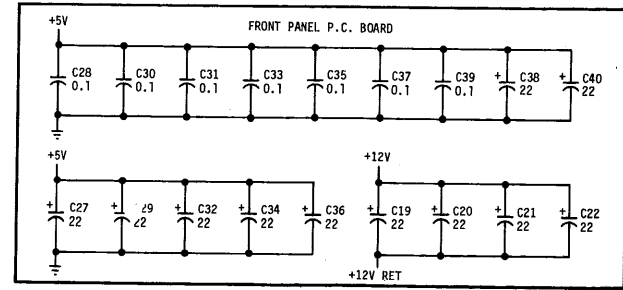 FRONT PANEL P.C. BOARD
+5V
C28 0.1
C30 0.1
C31 0.1
C33 0.1
C35 0.1
C37 0.1
C39 0.1
+ C38 22
+ C40 22
+5V
+ C27 22
+ 29 22
+ C32 22
+ C34 22
+ C36 22
+12V
+ C19 22
+ C20 22
+ C21 22
+ C22 22
+12V RET